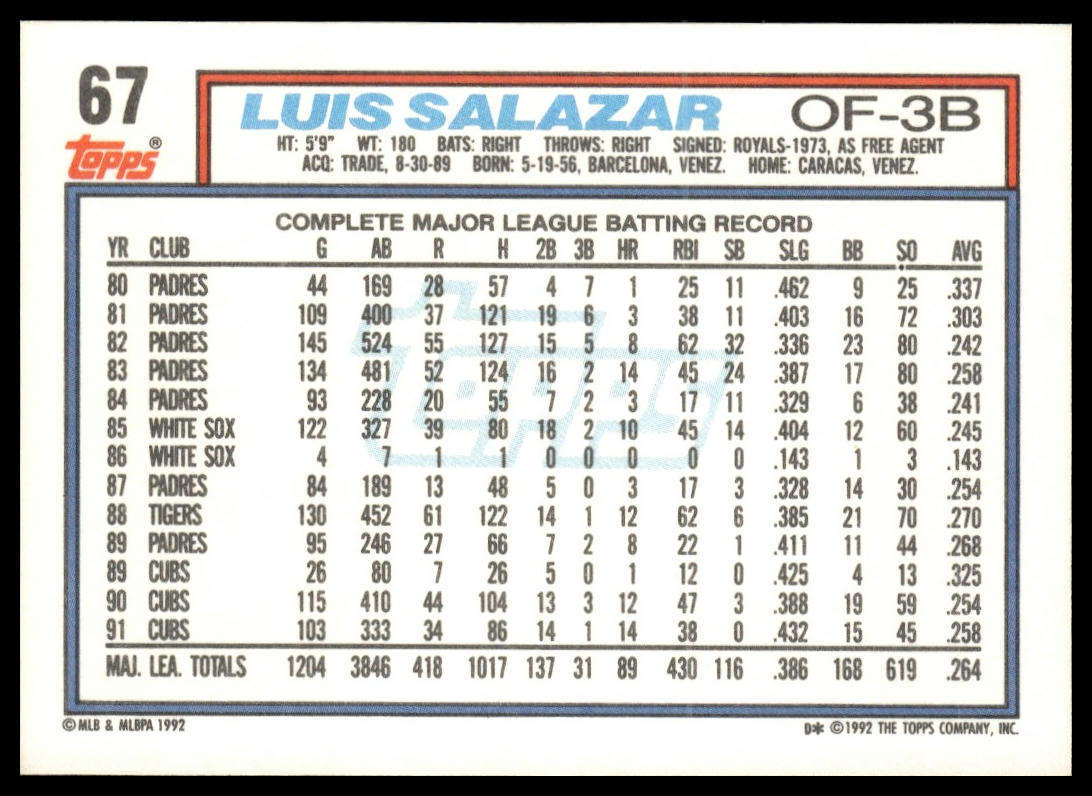 67
LUIS SALAZAR OF-3B
Topps®
HT: 5'9" WT: 180 BATS: RIGHT THROWS: RIGHT SIGNED: ROYALS-1973, AS FREE AGENT
ACQ: TRADE, 8-30-89 BORN: 5-19-56, BARCELONA, VENEZ. HOME: CARACAS, VENEZ.
COMPLETE MAJOR LEAGUE BATTING RECORD
YR CLUB G AB R H 2B 3B HR RBI SB SLG BB SO AVG
80 PADRES 44 169 28 57 4 7 1 25 11 .462 9 25 .337
81 PADRES 109 400 37 121 19 6 3 38 11 .403 16 72 .303
82 PADRES 145 524 55 127 15 5 8 62 32 .336 23 80 .242
83 PADRES 134 481 52 124 16 2 14 45 24 .387 17 80 .258
84 PADRES 93 228 20 55 7 2 3 17 11 .329 6 38 .241
85 WHITE SOX 122 327 39 80 18 2 10 45 14 .404 12 60 .245
86 WHITE SOX 4 7 1 1 0 0 0 0 0 .143 1 3 .143
87 PADRES 84 189 13 48 5 0 3 17 3 .328 14 30 .254
88 TIGERS 130 452 61 122 14 1 12 62 6 .385 21 70 .270
89 PADRES 95 246 27 66 7 2 8 22 1 .411 11 44 .268
89 CUBS 26 80 7 26 5 0 1 12 0 .425 4 13 .325
90 CUBS 115 410 44 104 13 3 12 47 3 .388 19 59 .254
91 CUBS 103 333 34 86 14 1 14 38 0 .432 15 45 .258
MAJ. LEA. TOTALS 1204 3846 418 1017 137 31 89 430 116 .386 168 619 .264
Topps
© MLB & MLBPA 1992 D* © 1992 THE TOPPS COMPANY, INC.